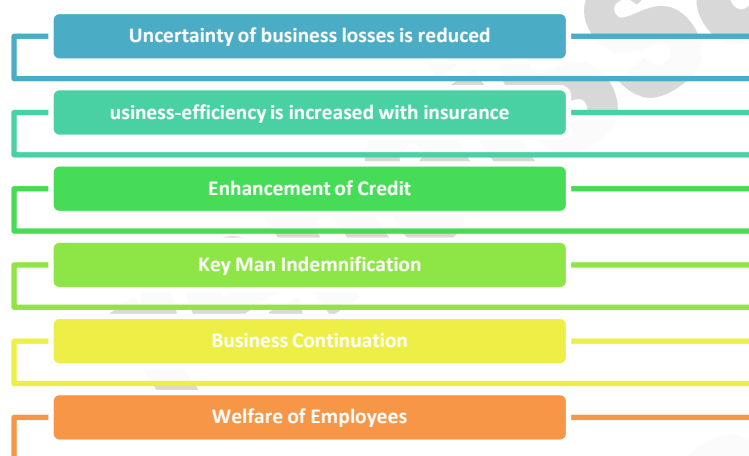 Uncertainty of business losses is reduced
usiness-efficiency is increased with insurance
Enhancement of Credit
Key Man Indemnification
Business Continuation
Welfare of Employees